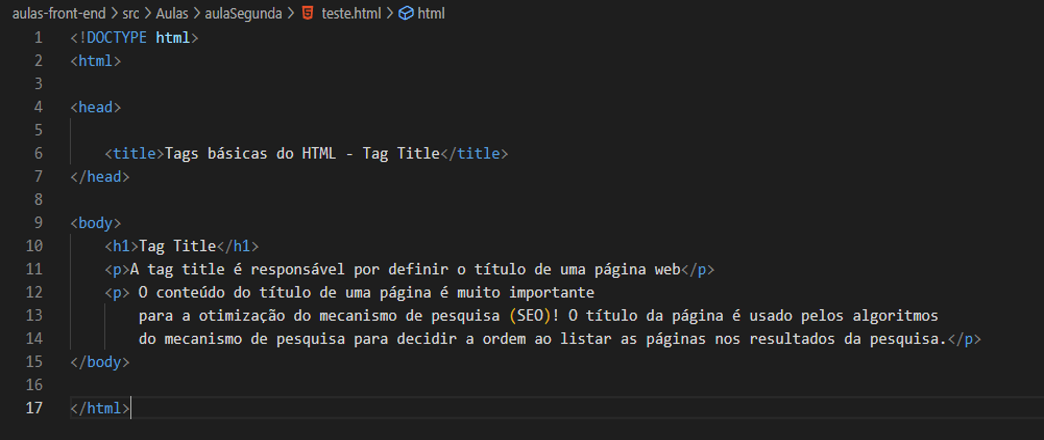 aulas-front-end > src > Aulas > aulaSegunda > teste.html > html
1 <!DOCTYPE html>
2 <html>
3
4 <head>
5
6 <title>Tags básicas do HTML - Tag Title</title>
7 </head>
8
9 <body>
10 <h1>Tag Title</h1>
11 <p>A tag title é responsável por definir o título de uma página web</p>
12 <p> O conteúdo do título de uma página é muito importante
13 para a otimização do mecanismo de pesquisa (SEO)! O título da página é usado pelos algoritmos
14 do mecanismo de pesquisa para decidir a ordem ao listar as páginas nos resultados da pesquisa.</p>
15 </body>
16
17 </html>